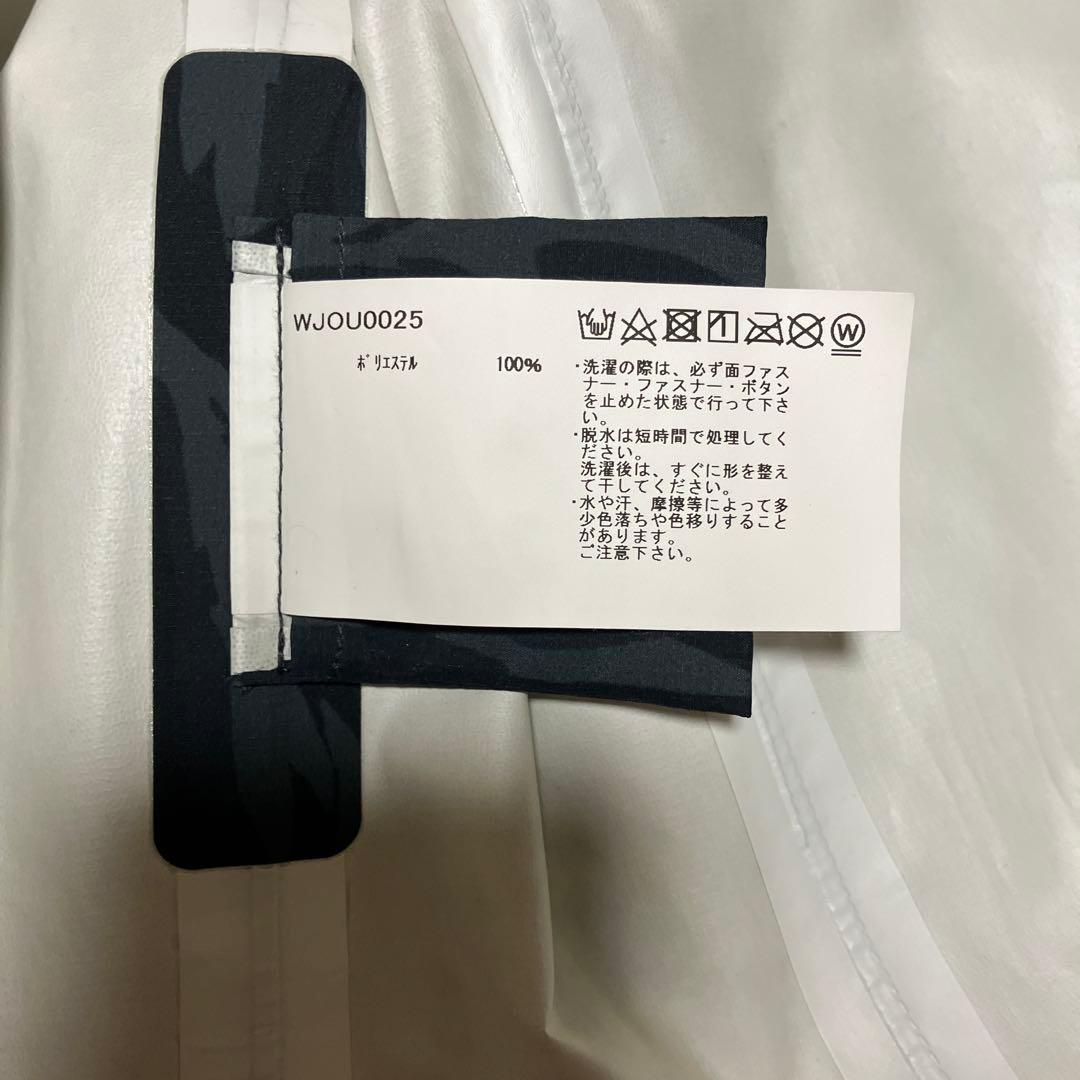 WJOU0025
ﾎﾟﾘｴｽﾃﾙ 100%
W
・洗濯の際は、必ず面ファス
ナー・ファスナー・ボタン
を止めた状態で行って下さ
い。
・脱水は短時間で処理してく
ださい。
洗濯後は、すぐに形を整え
て干してください。
・水や汗、摩擦等によって多
少色落ちや色移りすること
があります。
ご注意下さい。